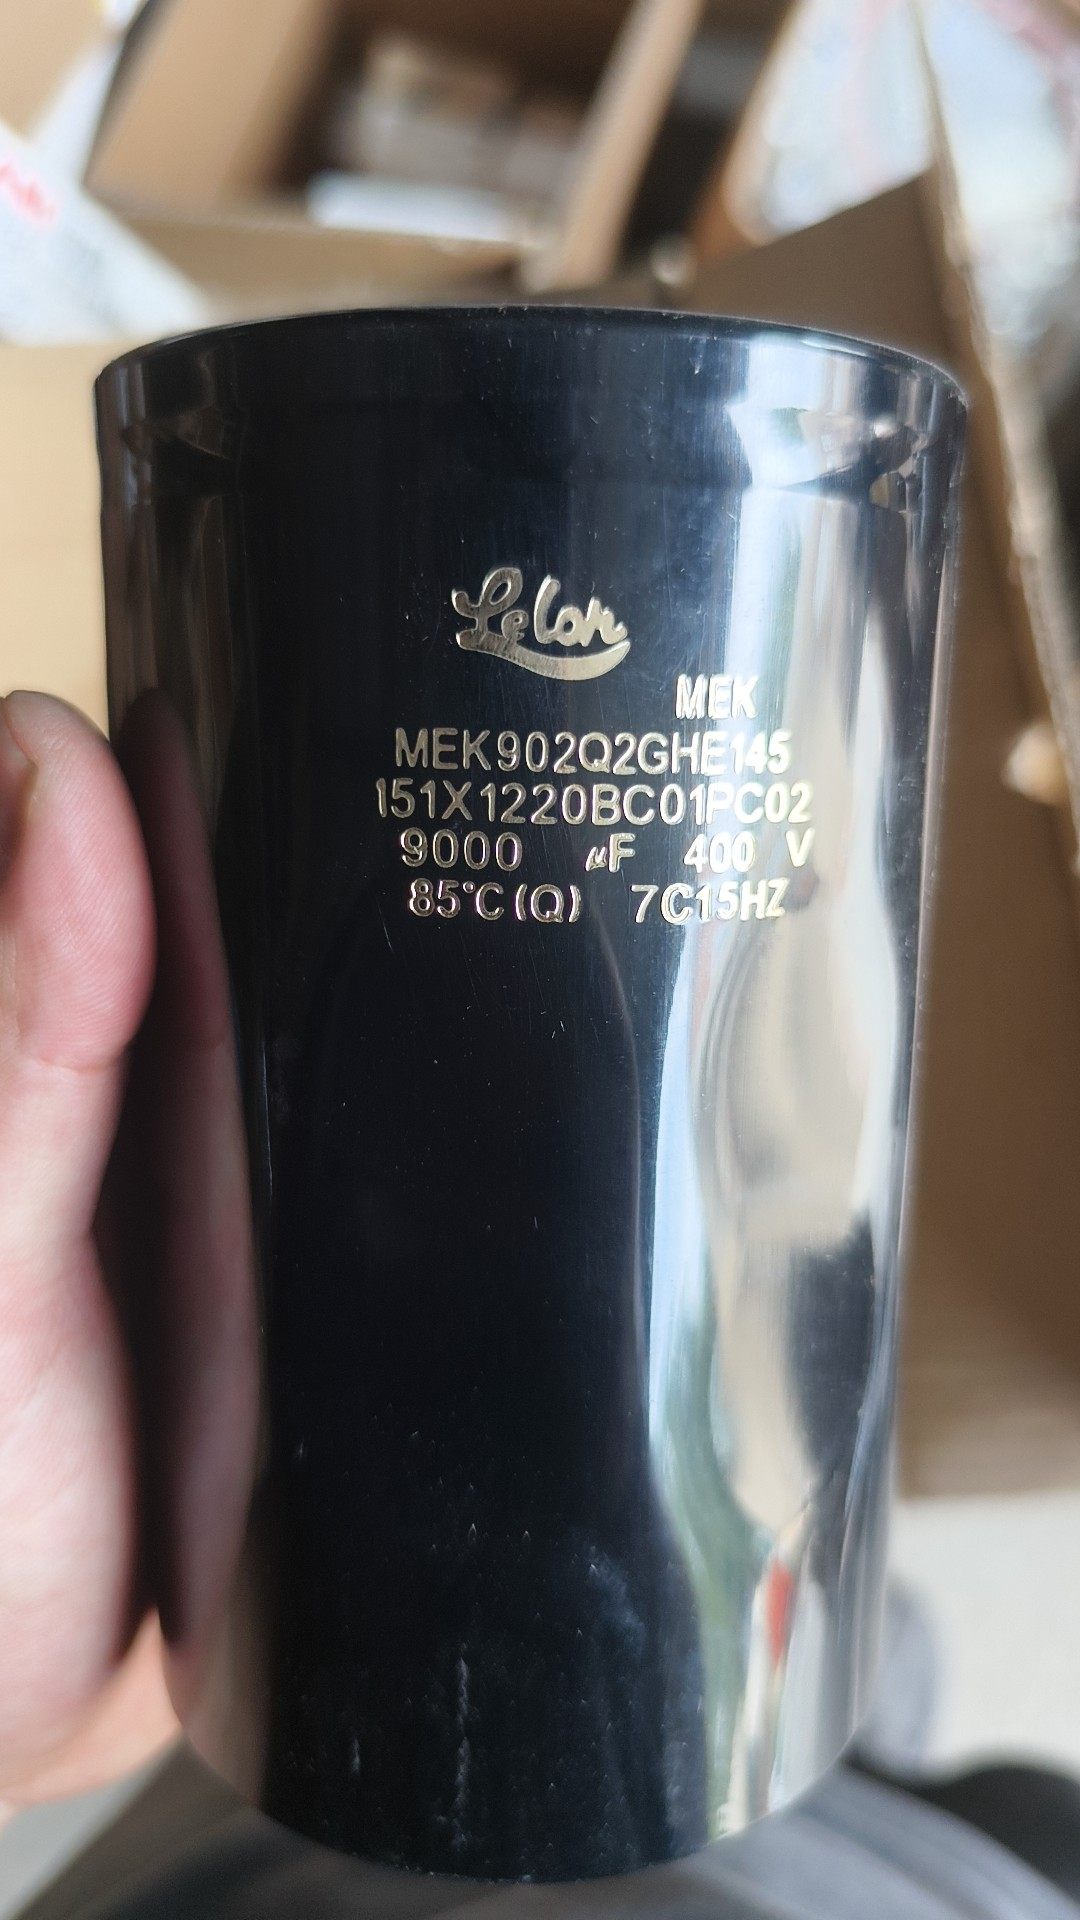 Lelon
MEK
MEK902Q2GHE145
151X1220BC01PC02
9000 µF 400 V
85°C(Q) 7C15HZ